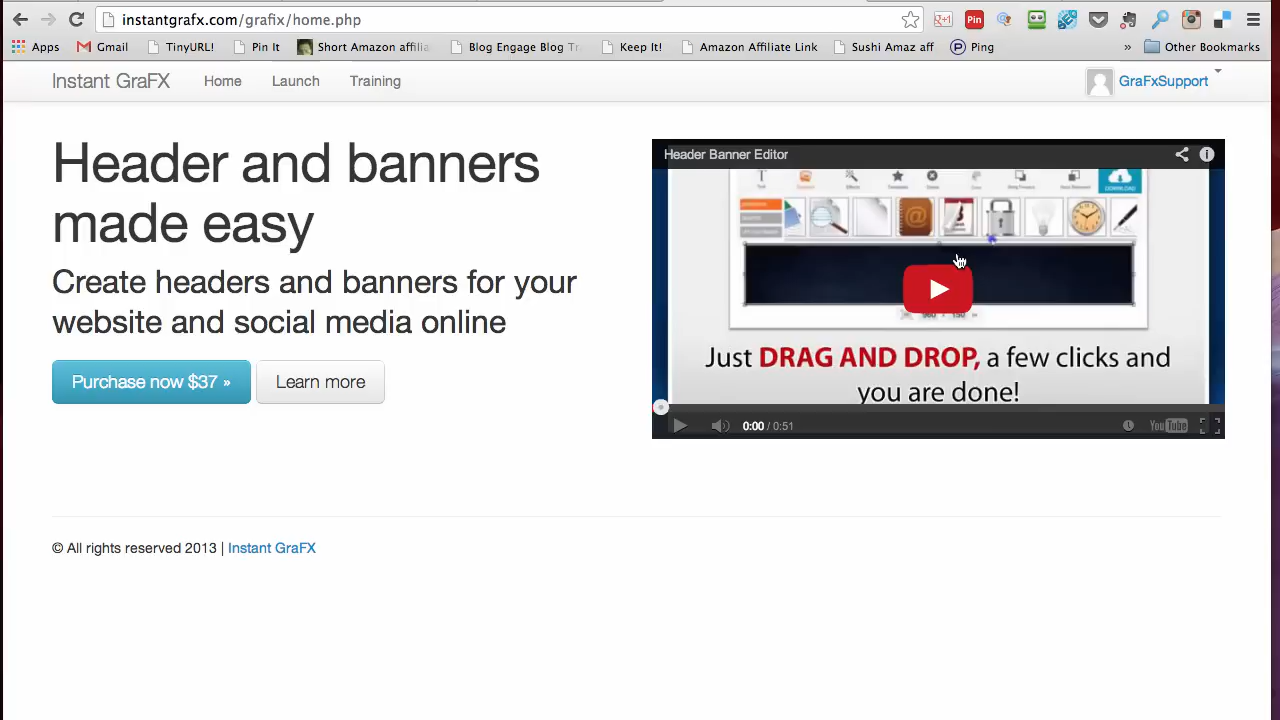 instantgrafx.com/grafix/home.php
Pin
Apps
Gmail
TinyURL!
Pin It
Short Amazon affilia
Blog Engage Blog Tr
Keep It!
Amazon Affiliate Link
Sushi Amaz aff
Ping
»
Other Bookmarks
Instant GraFX
Home
Launch
Training
GraFxSupport
Header and banners
made easy
Create headers and banners for your
website and social media online
Purchase now $37 »
Learn more
Header Banner Editor
DOWNLOAD
Just DRAG AND DROP, a few clicks and
you are done!
0:00 / 0:51
YouTube
© All rights reserved 2013 | Instant GraFX